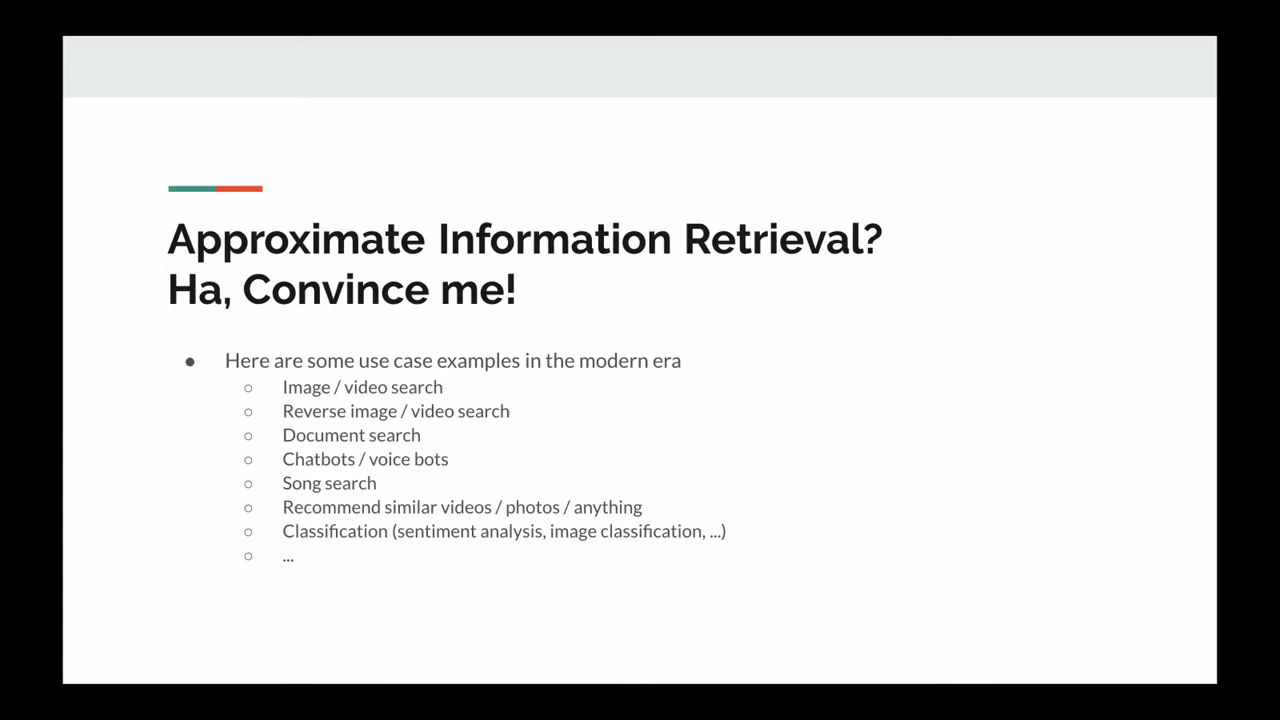 Approximate Information Retrieval?
Ha, Convince me!
● Here are some use case examples in the modern era
○ Image / video search
○ Reverse image / video search
○ Document search
○ Chatbots / voice bots
○ Song search
○ Recommend similar videos / photos / anything
○ Classification (sentiment analysis, image classification, ...)
○ ...